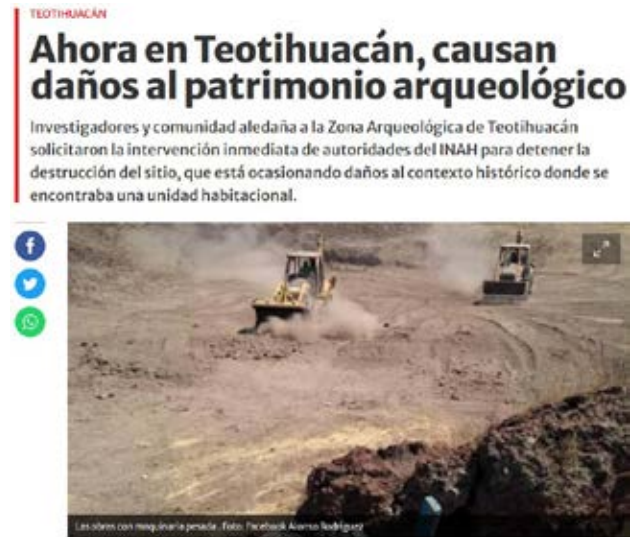 TEOTIHUACÁN
Ahora en Teotihuacán, causan
daños al patrimonio arqueológico
Investigadores y comunidad aledaña a la Zona Arqueológica de Teotihuacán
solicitaron la intervención inmediata de autoridades del INAH para detener la
destrucción del sitio, que está ocasionando daños al contexto histórico donde se
encontraba una unidad habitacional.
Las obras con maquinaria pesada. Foto: Facebook Alonso Rodríguez